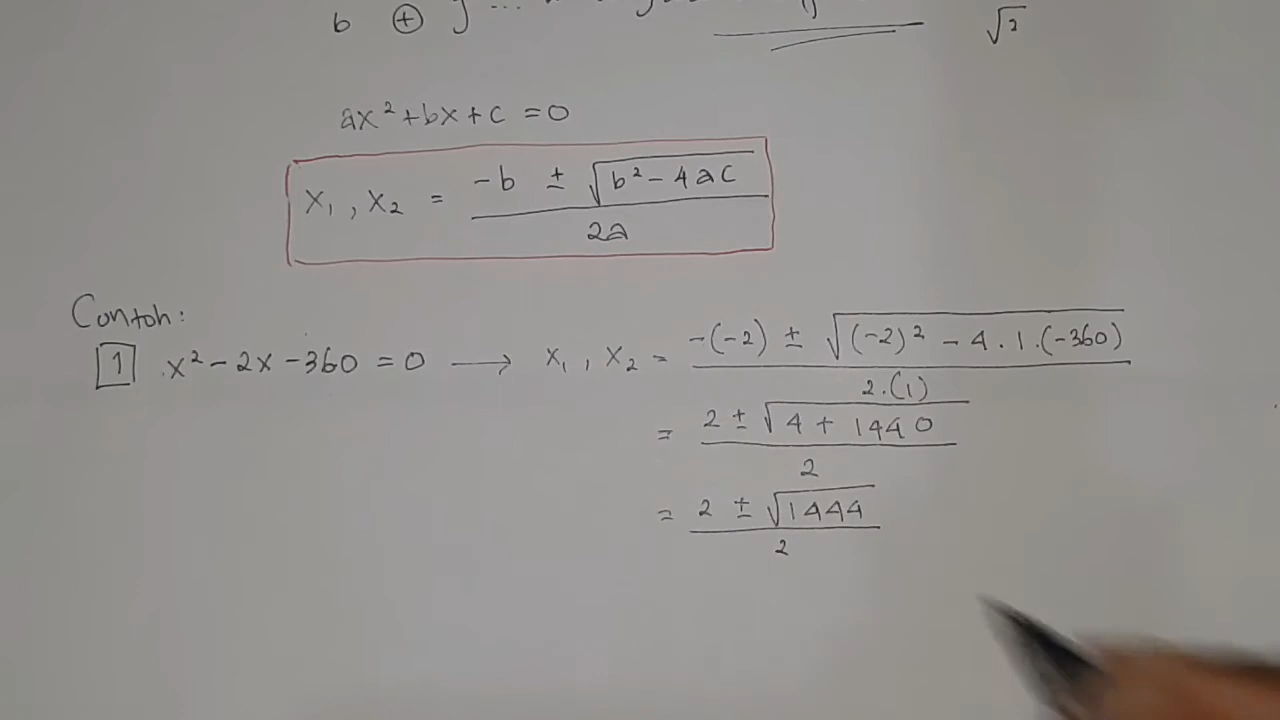 b ⊕
√2
ax² + bx + c = 0
x₁ , x₂ = (-b ± √(b² - 4ac)) / 2a
Contoh:
1 x² - 2x - 360 = 0 ⟶ x₁ , x₂ = (-(-2) ± √((-2)² - 4 . 1 . (-360))) / 2.(1)
= (2 ± √(4 + 1440)) / 2
= (2 ± √1444) / 2